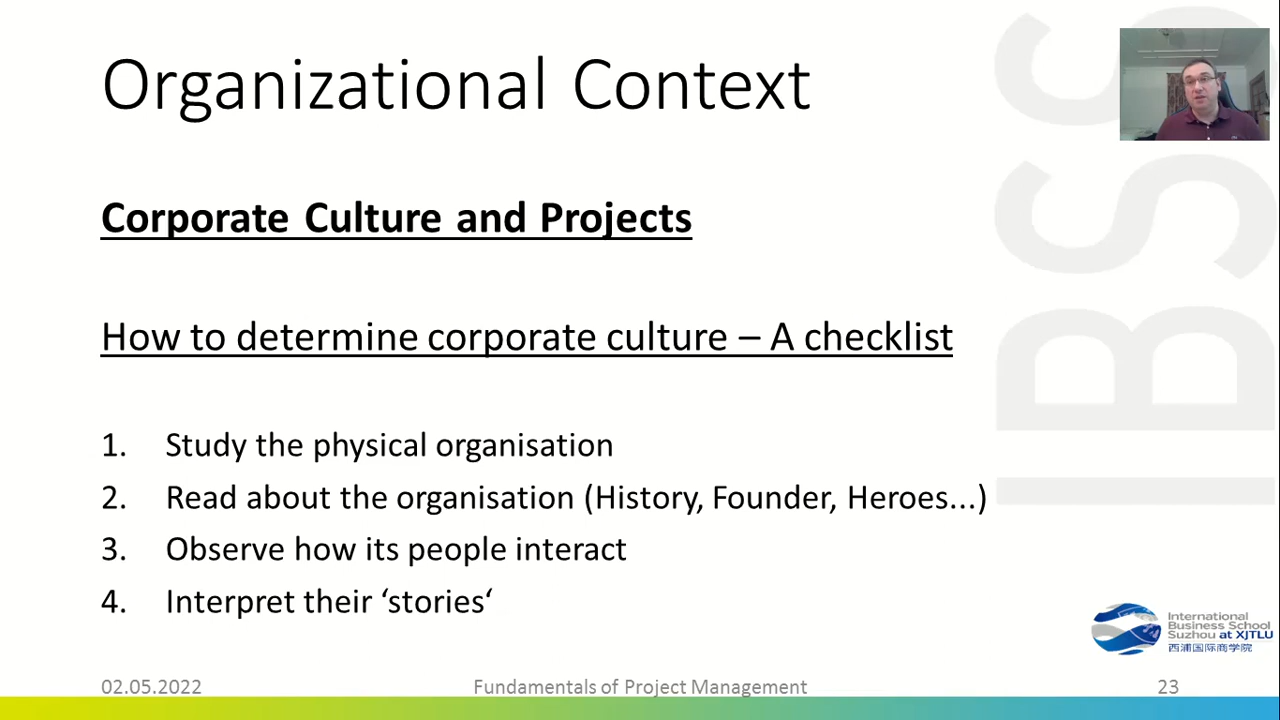 Organizational Context
Corporate Culture and Projects
How to determine corporate culture – A checklist
1. Study the physical organisation
2. Read about the organisation (History, Founder, Heroes...)
3. Observe how its people interact
4. Interpret their ‘stories‘
IBSS
International
Business School
Suzhou at XJTLU
西浦国际商学院
02.05.2022
Fundamentals of Project Management
23